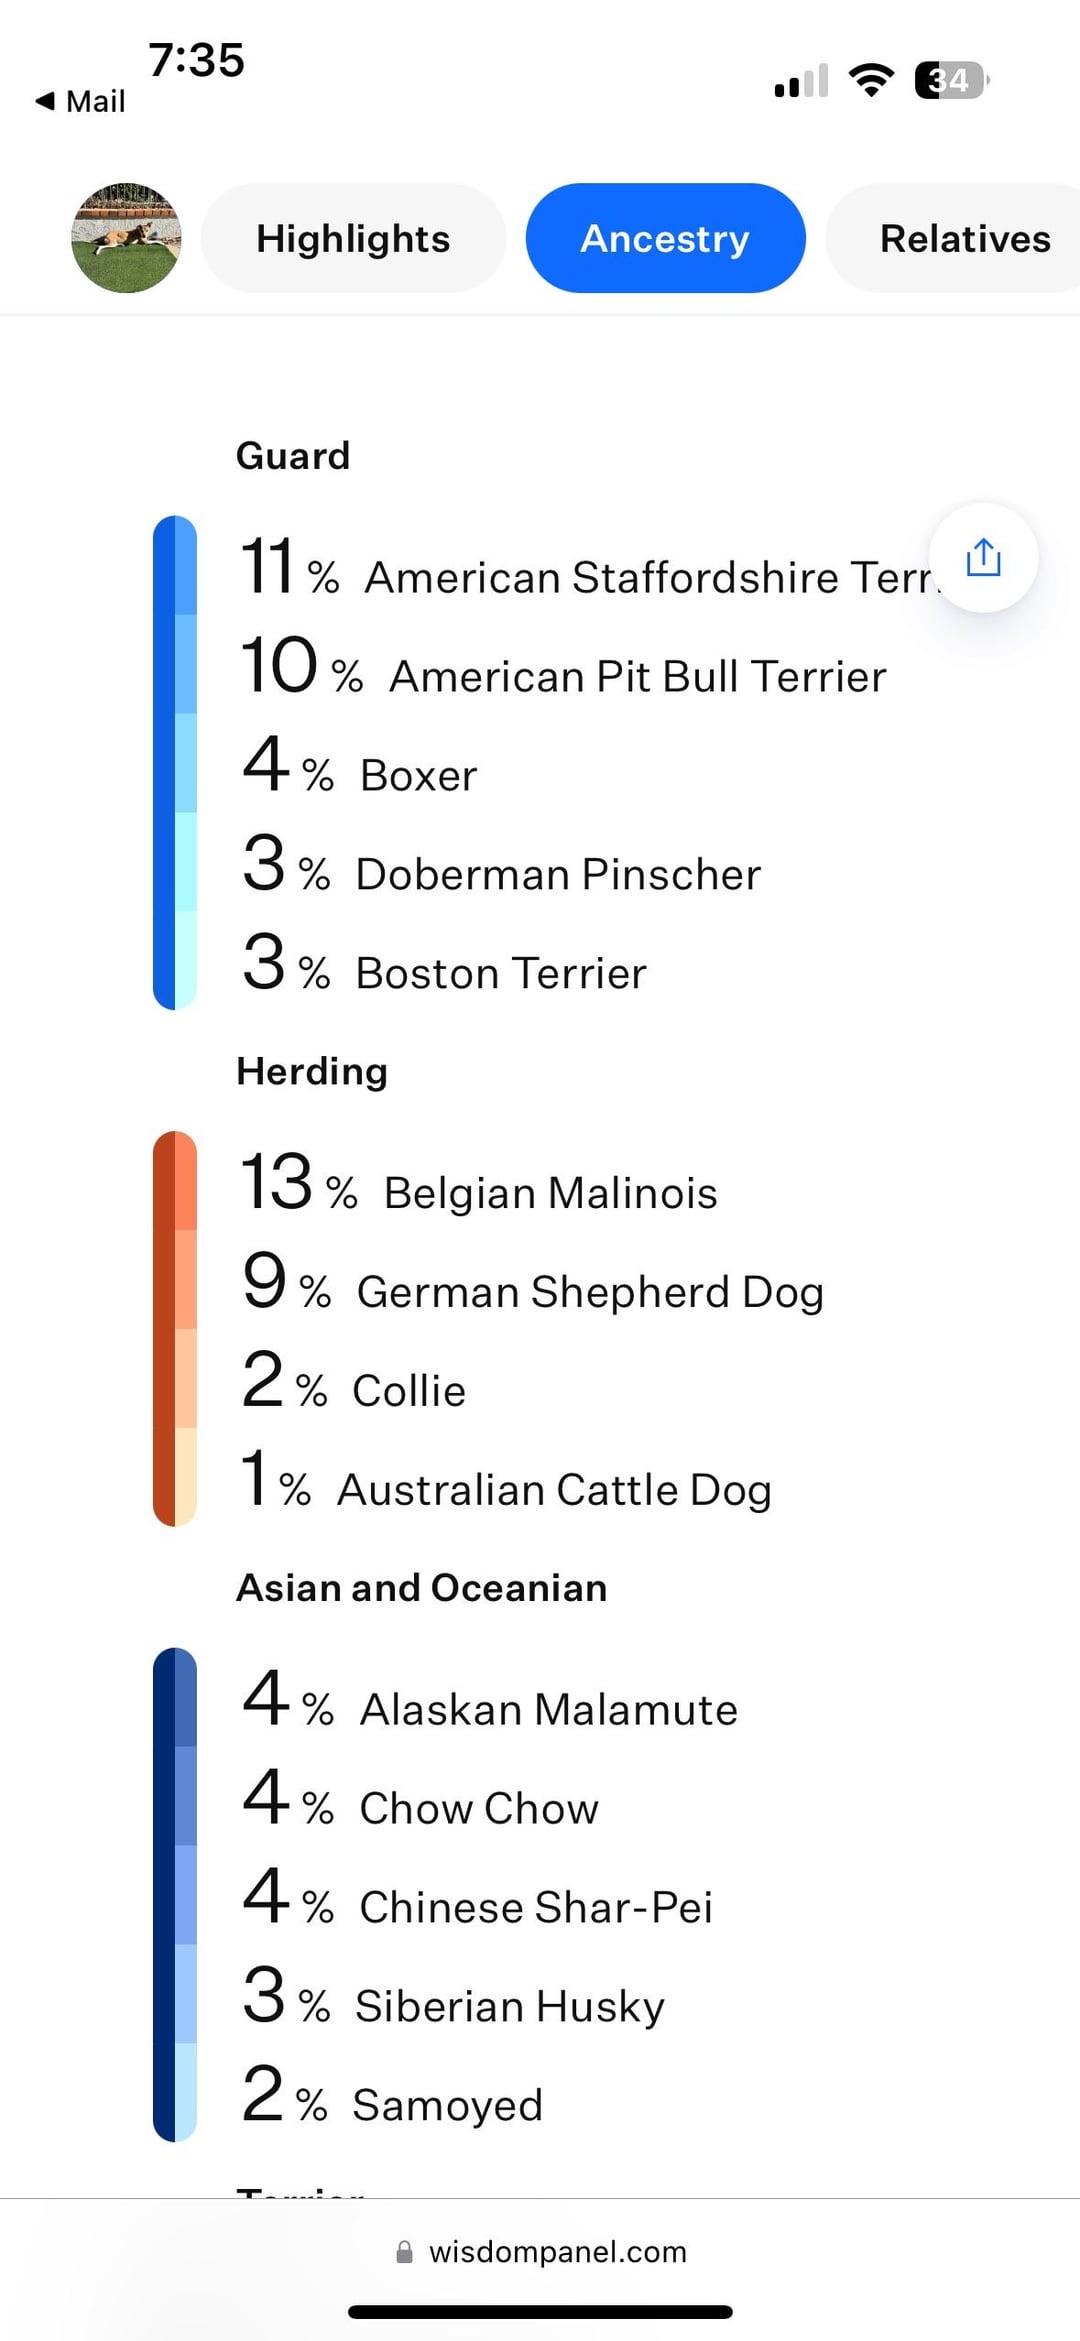 7:35
34
◀ Mail
Highlights
Ancestry
Relatives
Guard
11 % American Staffordshire Terr
10 % American Pit Bull Terrier
4 % Boxer
3 % Doberman Pinscher
3 % Boston Terrier
Herding
13 % Belgian Malinois
9 % German Shepherd Dog
2 % Collie
1 % Australian Cattle Dog
Asian and Oceanian
4 % Alaskan Malamute
4 % Chow Chow
4 % Chinese Shar-Pei
3 % Siberian Husky
2 % Samoyed
wisdompanel.com